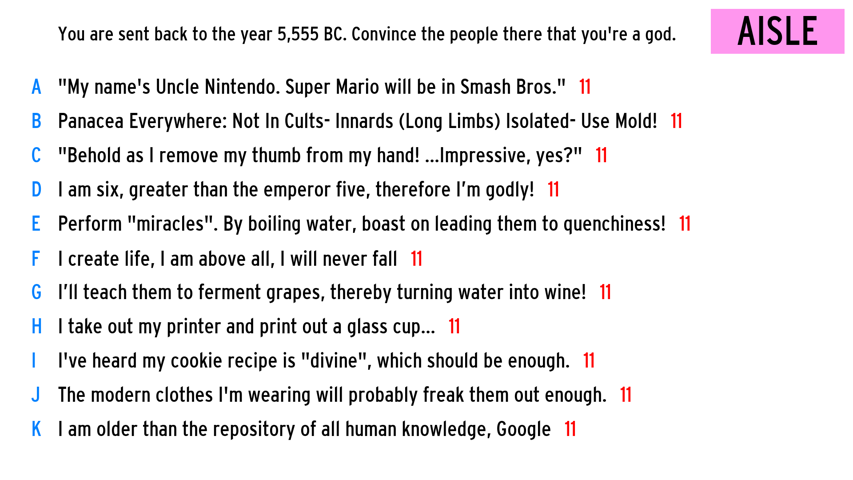 You are sent back to the year 5,555 BC. Convince the people there that you're a god.
AISLE
A "My name's Uncle Nintendo. Super Mario will be in Smash Bros." 11
B Panacea Everywhere: Not In Cults- Innards (Long Limbs) Isolated- Use Mold! 11
C "Behold as I remove my thumb from my hand! ...Impressive, yes?" 11
D I am six, greater than the emperor five, therefore I'm godly! 11
E Perform "miracles". By boiling water, boast on leading them to quenchiness! 11
F I create life, I am above all, I will never fall 11
G I'll teach them to ferment grapes, thereby turning water into wine! 11
H I take out my printer and print out a glass cup... 11
I I've heard my cookie recipe is "divine", which should be enough. 11
J The modern clothes I'm wearing will probably freak them out enough. 11
K I am older than the repository of all human knowledge, Google 11